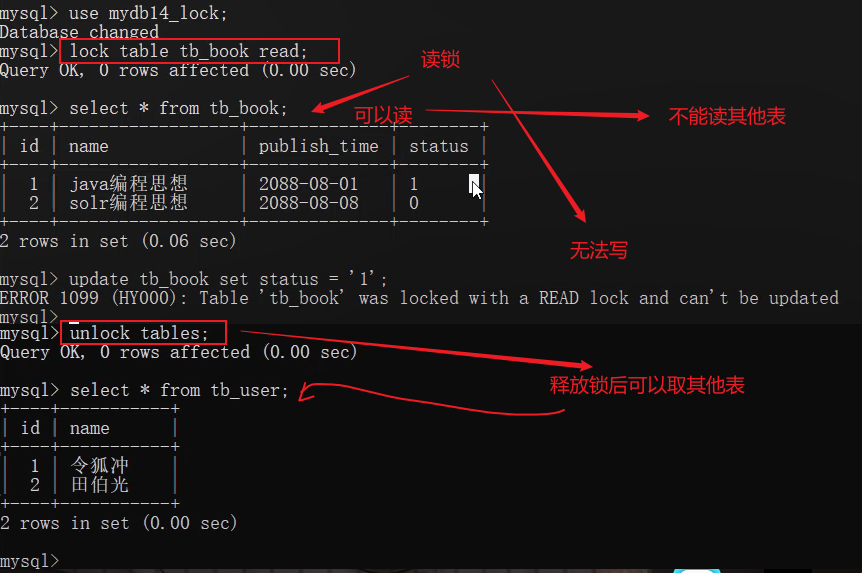 mysql> use mydb14_lock;
Database changed
mysql> lock table tb_book read;
Query OK, 0 rows affected (0.00 sec)
读锁
mysql> select * from tb_book;
可以读
不能读其他表
+----+------------------+--------------+--------+
| id | name | publish_time | status |
+----+------------------+--------------+--------+
| 1 | java编程思想 | 2088-08-01 | 1 |
| 2 | solr编程思想 | 2088-08-08 | 0 |
+----+------------------+--------------+--------+
2 rows in set (0.06 sec)
无法写
mysql> update tb_book set status = '1';
ERROR 1099 (HY000): Table 'tb_book' was locked with a READ lock and can't be updated
mysql>
mysql> unlock tables;
Query OK, 0 rows affected (0.00 sec)
释放锁后可以取其他表
mysql> select * from tb_user;
+----+-----------+
| id | name |
+----+-----------+
| 1 | 令狐冲 |
| 2 | 田伯光 |
+----+-----------+
2 rows in set (0.00 sec)
mysql>